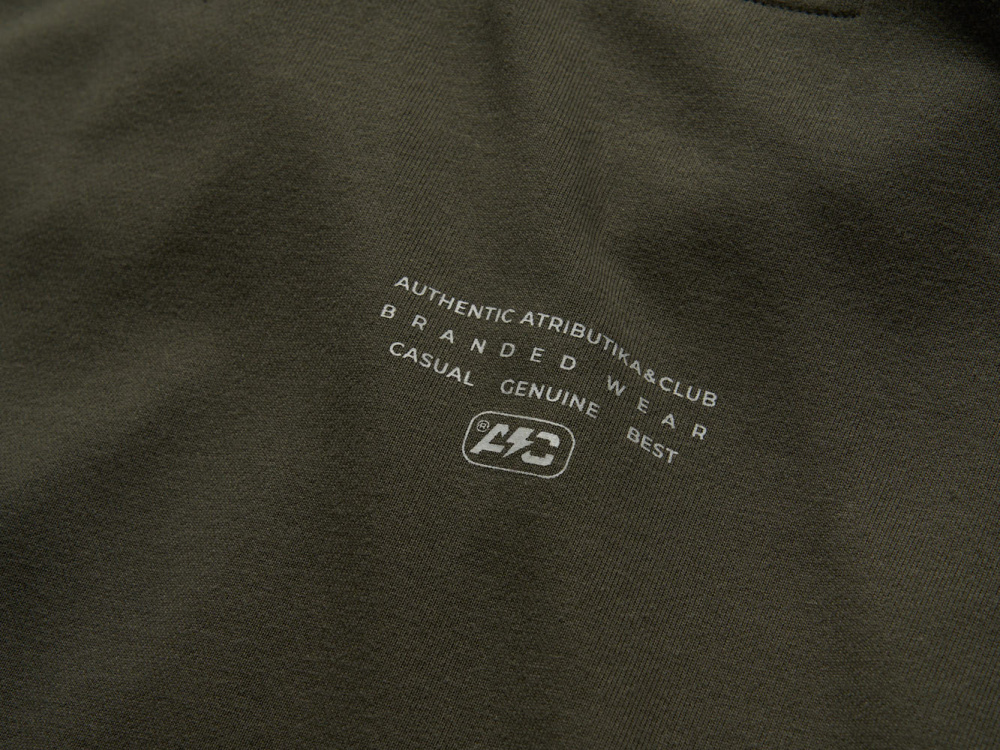 AUTHENTIC ATRIBUTIKA&CLUB
BRANDED WEAR
CASUAL GENUINE BEST
® A C